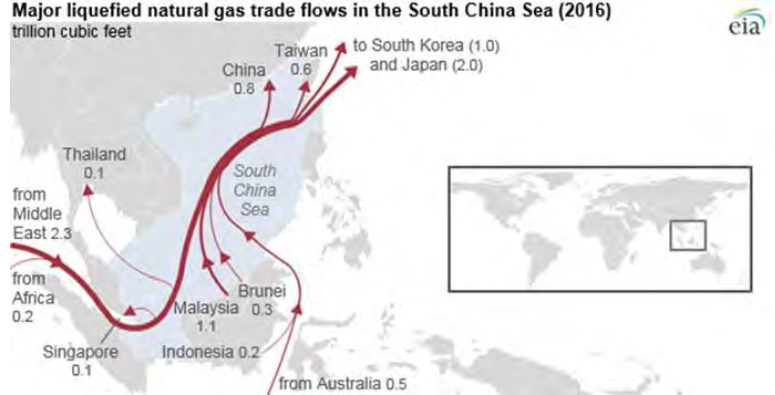 Major liquefied natural gas trade flows in the South China Sea (2016)
trillion cubic feet
eia
Taiwan
0.6
to South Korea (1.0)
and Japan (2.0)
China
0.8
Thailand
0.1
South
China
Sea
from
Middle
East 2.3
from
Africa
0.2
Brunei
0.3
Malaysia
1.1
Singapore
0.1
Indonesia 0.2
from Australia 0.5